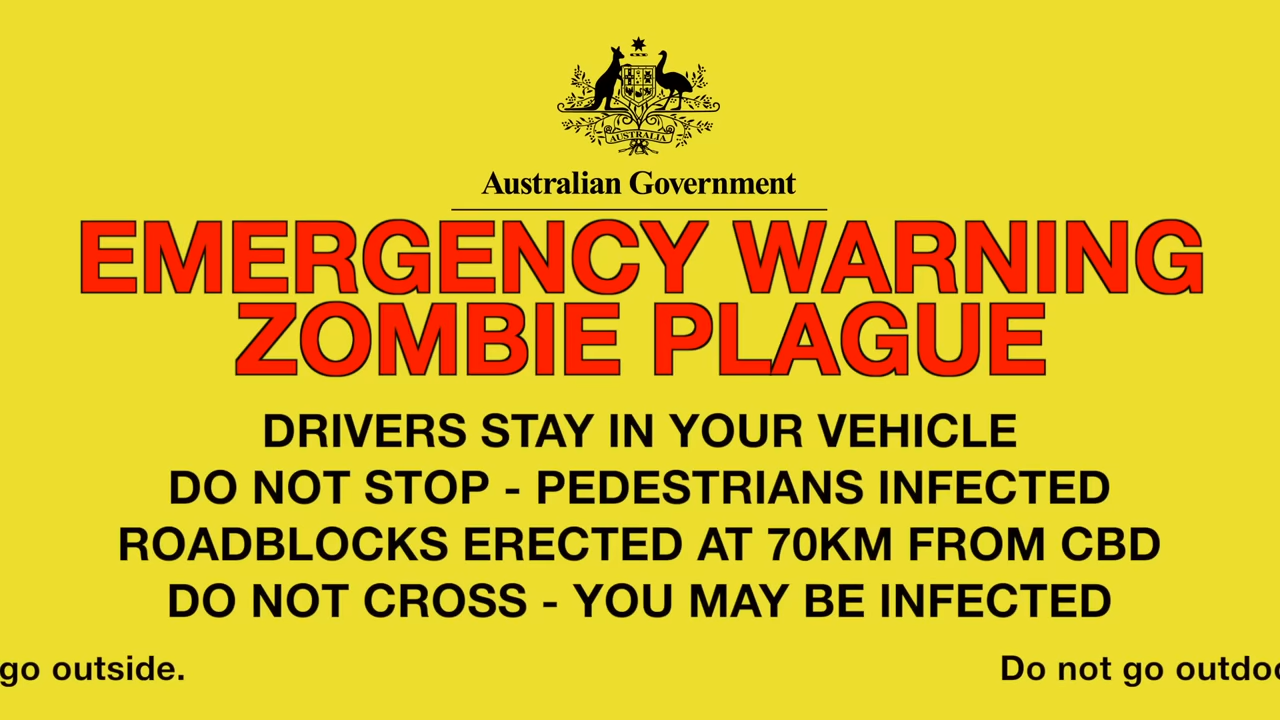 AUSTRALIA
Australian Government
EMERGENCY WARNING
ZOMBIE PLAGUE
DRIVERS STAY IN YOUR VEHICLE
DO NOT STOP - PEDESTRIANS INFECTED
ROADBLOCKS ERECTED AT 70KM FROM CBD
DO NOT CROSS - YOU MAY BE INFECTED
go outside. Do not go outdoo